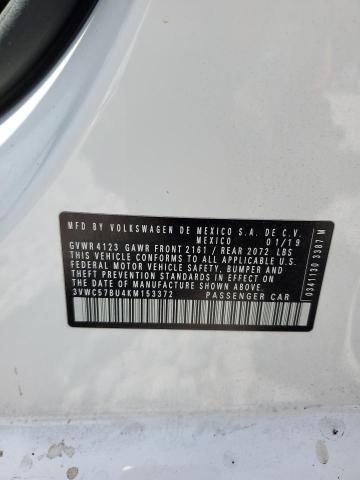 MFD BY VOLKSWAGEN DE MEXICO S.A. DE C.V.
MEXICO 01/19
GVWR 4123 GAWR FRONT 2161 / REAR 2072 LBS
THIS VEHICLE CONFORMS TO ALL APPLICABLE U.S.
FEDERAL MOTOR VEHICLE SAFETY, BUMPER AND
THEFT PREVENTION STANDARDS IN EFFECT ON
THE DATE OF MANUFACTURE SHOWN ABOVE.
3VWC57BU4KM153372 PASSENGER CAR
0341130 3387 M